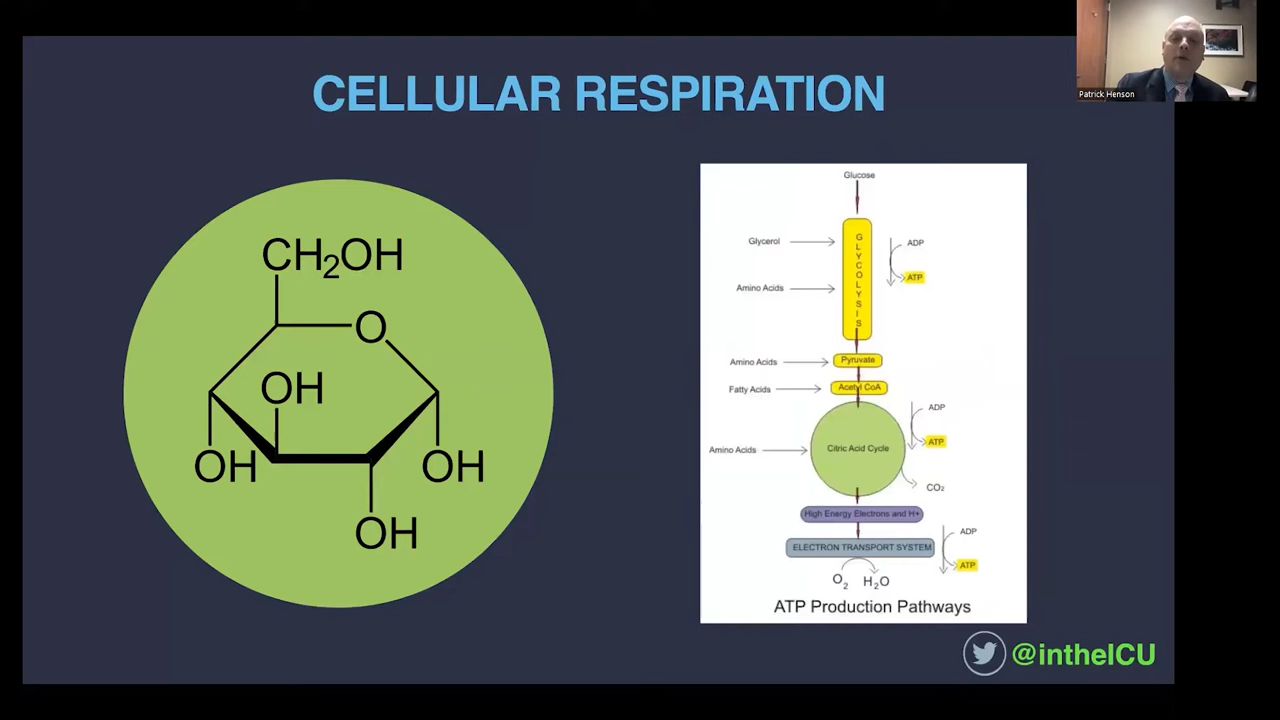 CELLULAR RESPIRATION
Patrick Henson
CH2OH
O
OH
OH
OH
OH
Glucose
Glycerol
GLYCOLYSIS
ADP
ATP
Amino Acids
Amino Acids
Pyruvate
Fatty Acids
Acetyl CoA
ADP
ATP
Amino Acids
Citric Acid Cycle
CO2
High Energy Electrons and H+
ELECTRON TRANSPORT SYSTEM
ADP
ATP
O2
H2O
ATP Production Pathways
@intheICU